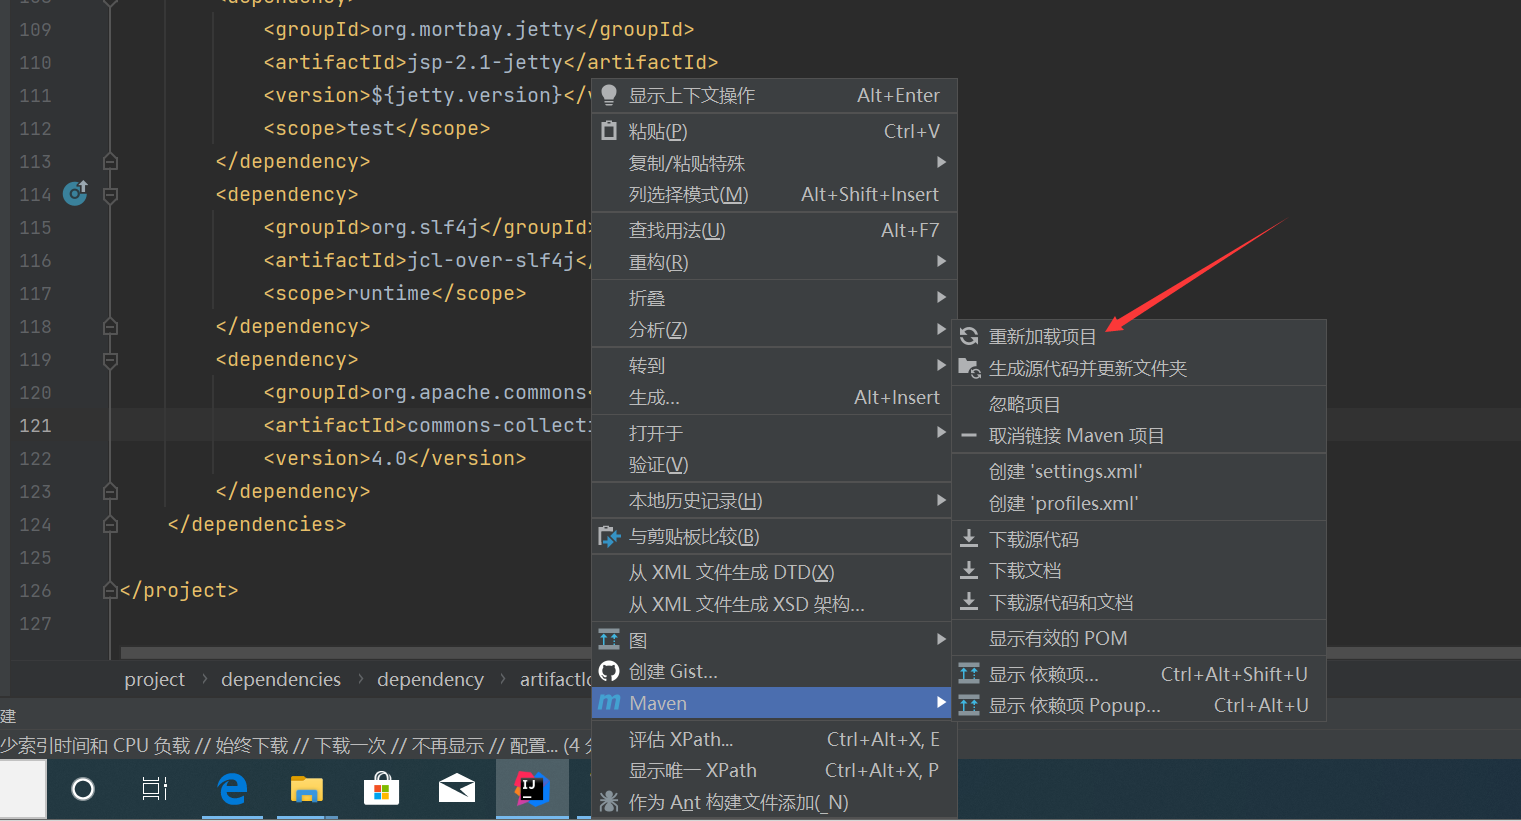 109 <groupId>org.mortbay.jetty</groupId>
110 <artifactId>jsp-2.1-jetty</artifactId>
111 <version>${jetty.version}</
112 <scope>test</scope>
113 </dependency>
114 <dependency>
115 <groupId>org.slf4j</groupId>
116 <artifactId>jcl-over-slf4j</
117 <scope>runtime</scope>
118 </dependency>
119 <dependency>
120 <groupId>org.apache.commons<
121 <artifactId>commons-collecti
122 <version>4.0</version>
123 </dependency>
124 </dependencies>
125
126 </project>
127
project > dependencies > dependency > artifactId
建
少索引时间和 CPU 负载 // 始终下载 // 下载一次 // 不再显示 // 配置... (4 分
显示上下文操作 Alt+Enter
粘贴(P) Ctrl+V
复制/粘贴特殊
列选择模式(M) Alt+Shift+Insert
查找用法(U) Alt+F7
重构(R)
折叠
分析(Z)
转到
生成... Alt+Insert
打开于
验证(V)
本地历史记录(H)
与剪贴板比较(B)
从 XML 文件生成 DTD(X)
从 XML 文件生成 XSD 架构...
图
创建 Gist...
Maven
评估 XPath... Ctrl+Alt+X, E
显示唯一 XPath Ctrl+Alt+X, P
作为 Ant 构建文件添加(_N)
重新加载项目
生成源代码并更新文件夹
忽略项目
取消链接 Maven 项目
创建 'settings.xml'
创建 'profiles.xml'
下载源代码
下载文档
下载源代码和文档
显示有效的 POM
显示 依赖项... Ctrl+Alt+Shift+U
显示 依赖项 Popup... Ctrl+Alt+U
IJ